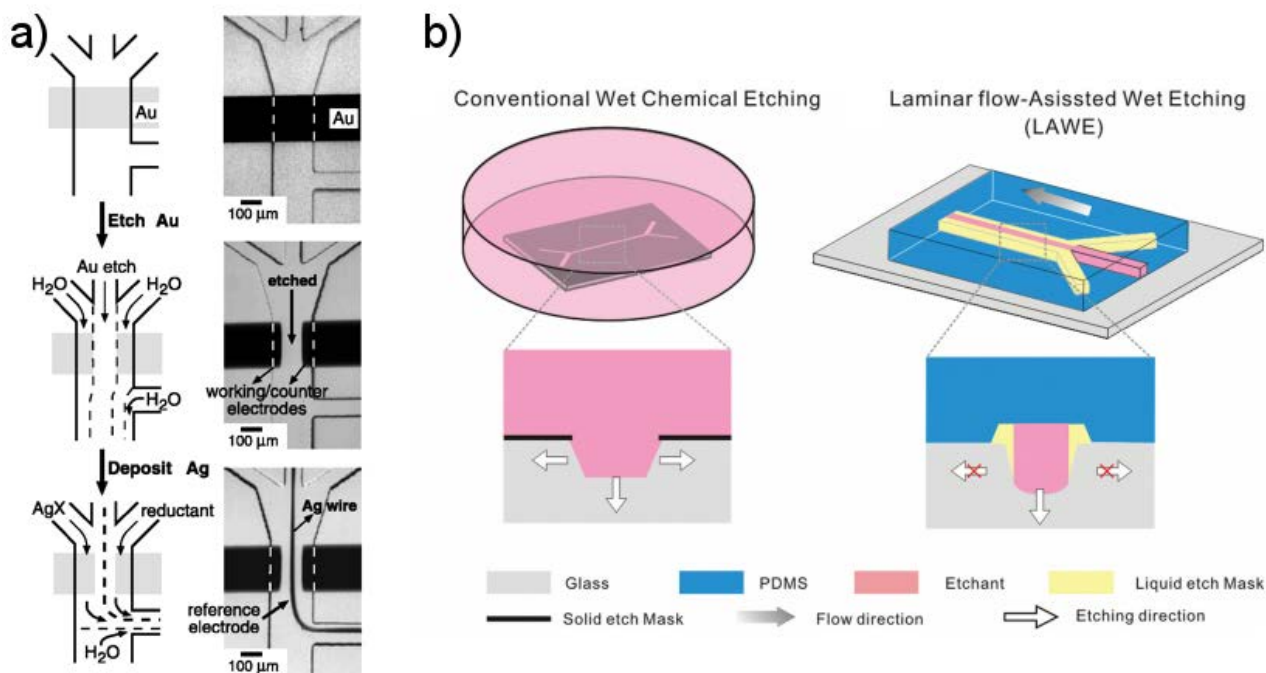 a)
Au
Au
100 µm
Etch Au
Au etch
H₂O
H₂O
H₂O
etched
working/counter
electrodes
100 µm
Deposit Ag
AgX
reductant
H₂O
Ag wire
reference
electrode
100 µm
b)
Conventional Wet Chemical Etching
Laminar flow-Asissted Wet Etching
(LAWE)
Glass
PDMS
Etchant
Liquid etch Mask
Solid etch Mask
Flow direction
Etching direction